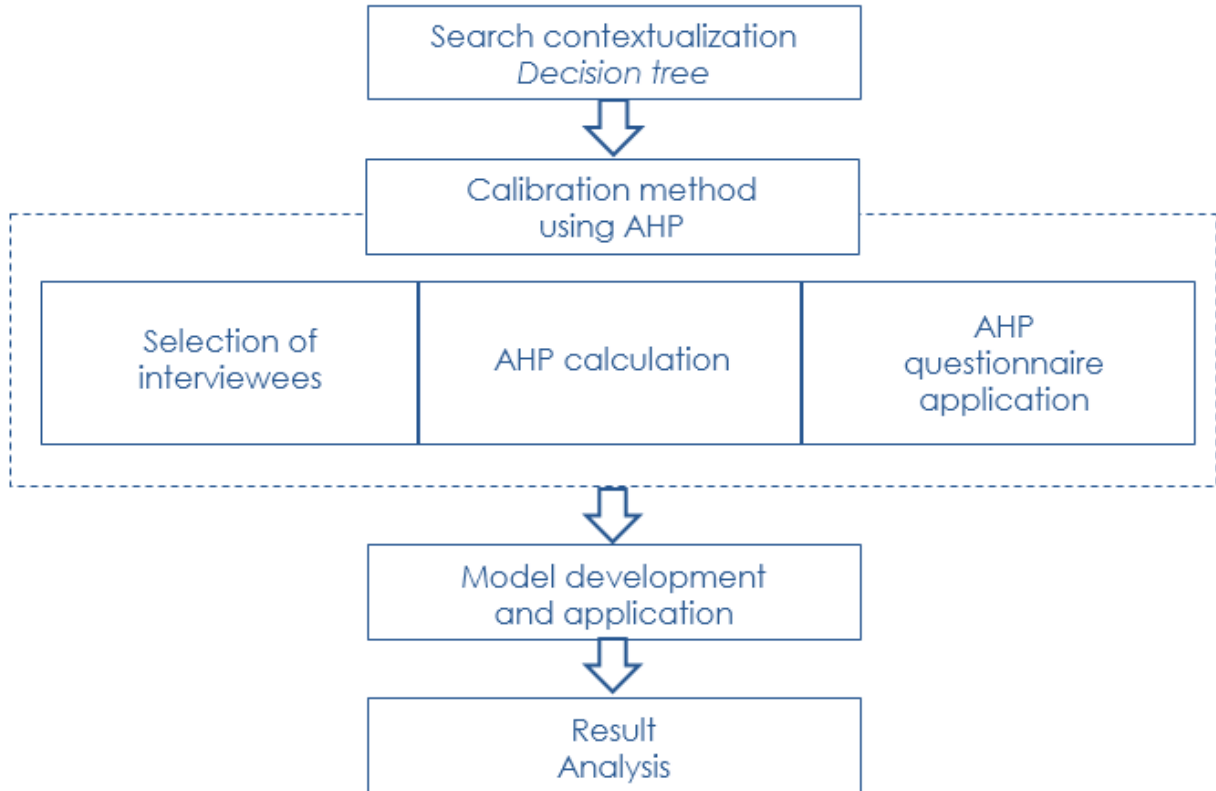 Search contextualization
Decision tree
Calibration method
using AHP
Selection of
interviewees
AHP calculation
AHP
questionnaire
application
Model development
and application
Result
Analysis